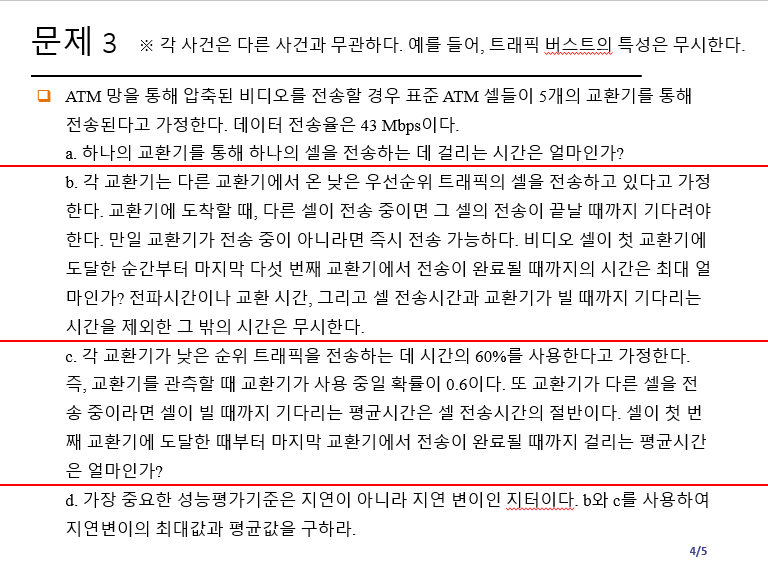 문제 3 ※ 각 사건은 다른 사건과 무관하다. 예를 들어, 트래픽 버스트의 특성은 무시한다.
ATM 망을 통해 압축된 비디오를 전송할 경우 표준 ATM 셀들이 5개의 교환기를 통해
전송된다고 가정한다. 데이터 전송율은 43 Mbps이다.
a. 하나의 교환기를 통해 하나의 셀을 전송하는 데 걸리는 시간은 얼마인가?
b. 각 교환기는 다른 교환기에서 온 낮은 우선순위 트래픽의 셀을 전송하고 있다고 가정
한다. 교환기에 도착할 때, 다른 셀이 전송 중이면 그 셀의 전송이 끝날 때까지 기다려야
한다. 만일 교환기가 전송 중이 아니라면 즉시 전송 가능하다. 비디오 셀이 첫 교환기에
도달한 순간부터 마지막 다섯 번째 교환기에서 전송이 완료될 때까지의 시간은 최대 얼
마인가? 전파시간이나 교환 시간, 그리고 셀 전송시간과 교환기가 빌 때까지 기다리는
시간을 제외한 그 밖의 시간은 무시한다.
c. 각 교환기가 낮은 순위 트래픽을 전송하는 데 시간의 60%를 사용한다고 가정한다.
즉, 교환기를 관측할 때 교환기가 사용 중일 확률이 0.6이다. 또 교환기가 다른 셀을 전
송 중이라면 셀이 빌 때까지 기다리는 평균시간은 셀 전송시간의 절반이다. 셀이 첫 번
째 교환기에 도달한 때부터 마지막 교환기에서 전송이 완료될 때까지 걸리는 평균시간
은 얼마인가?
d. 가장 중요한 성능평가기준은 지연이 아니라 지연 변이인 지터이다. b와 c를 사용하여
지연변이의 최대값과 평균값을 구하라.
4/5